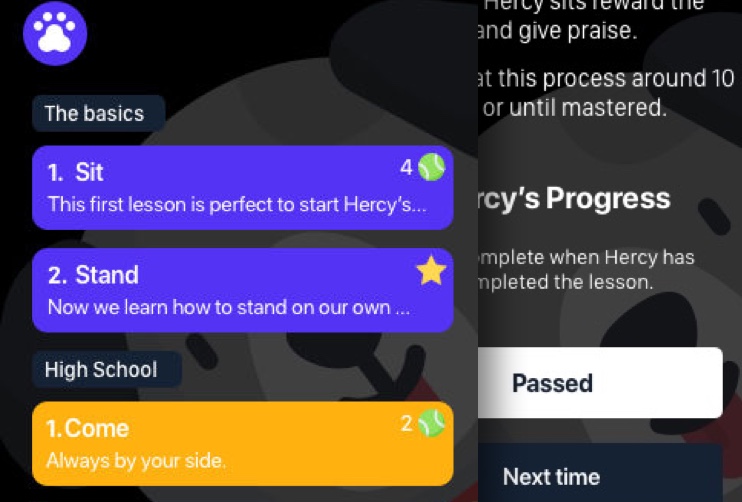 The basics
1. Sit
4
This first lesson is perfect to start Hercy's...
2. Stand
Now we learn how to stand on our own ...
High School
1.Come
2
Always by your side.
Hercy sits reward the
and give praise.
at this process around 10
or until mastered.
rcy's Progress
mplete when Hercy has
mpleted the lesson.
Passed
Next time